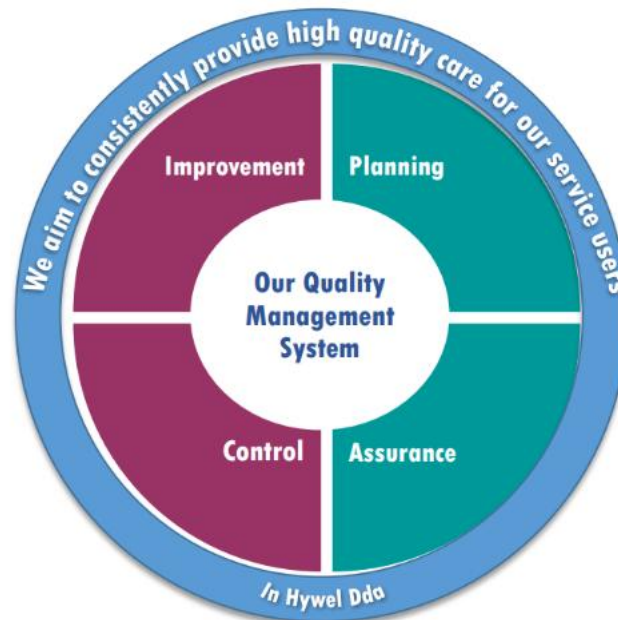 We aim to consistently provide high quality care for our service users
Improvement
Planning
Our Quality
Management
System
Control
Assurance
In Hywel Dda